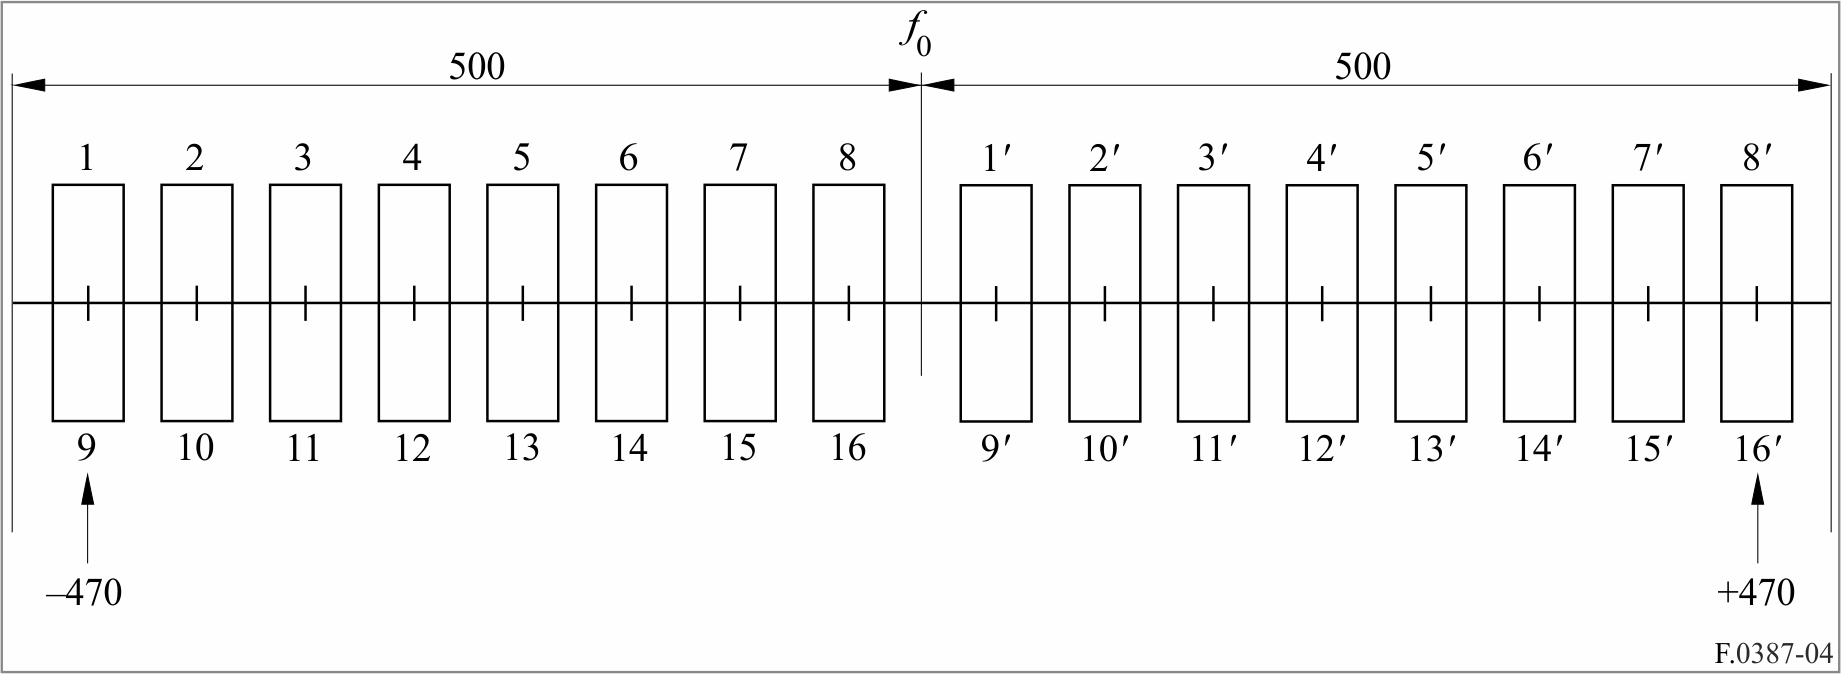 f0
500 500
1 2 3 4 5 6 7 8 1′ 2′ 3′ 4′ 5′ 6′ 7′ 8′
9 10 11 12 13 14 15 16 9′ 10′ 11′ 12′ 13′ 14′ 15′ 16′
–470 +470
F.0387-04